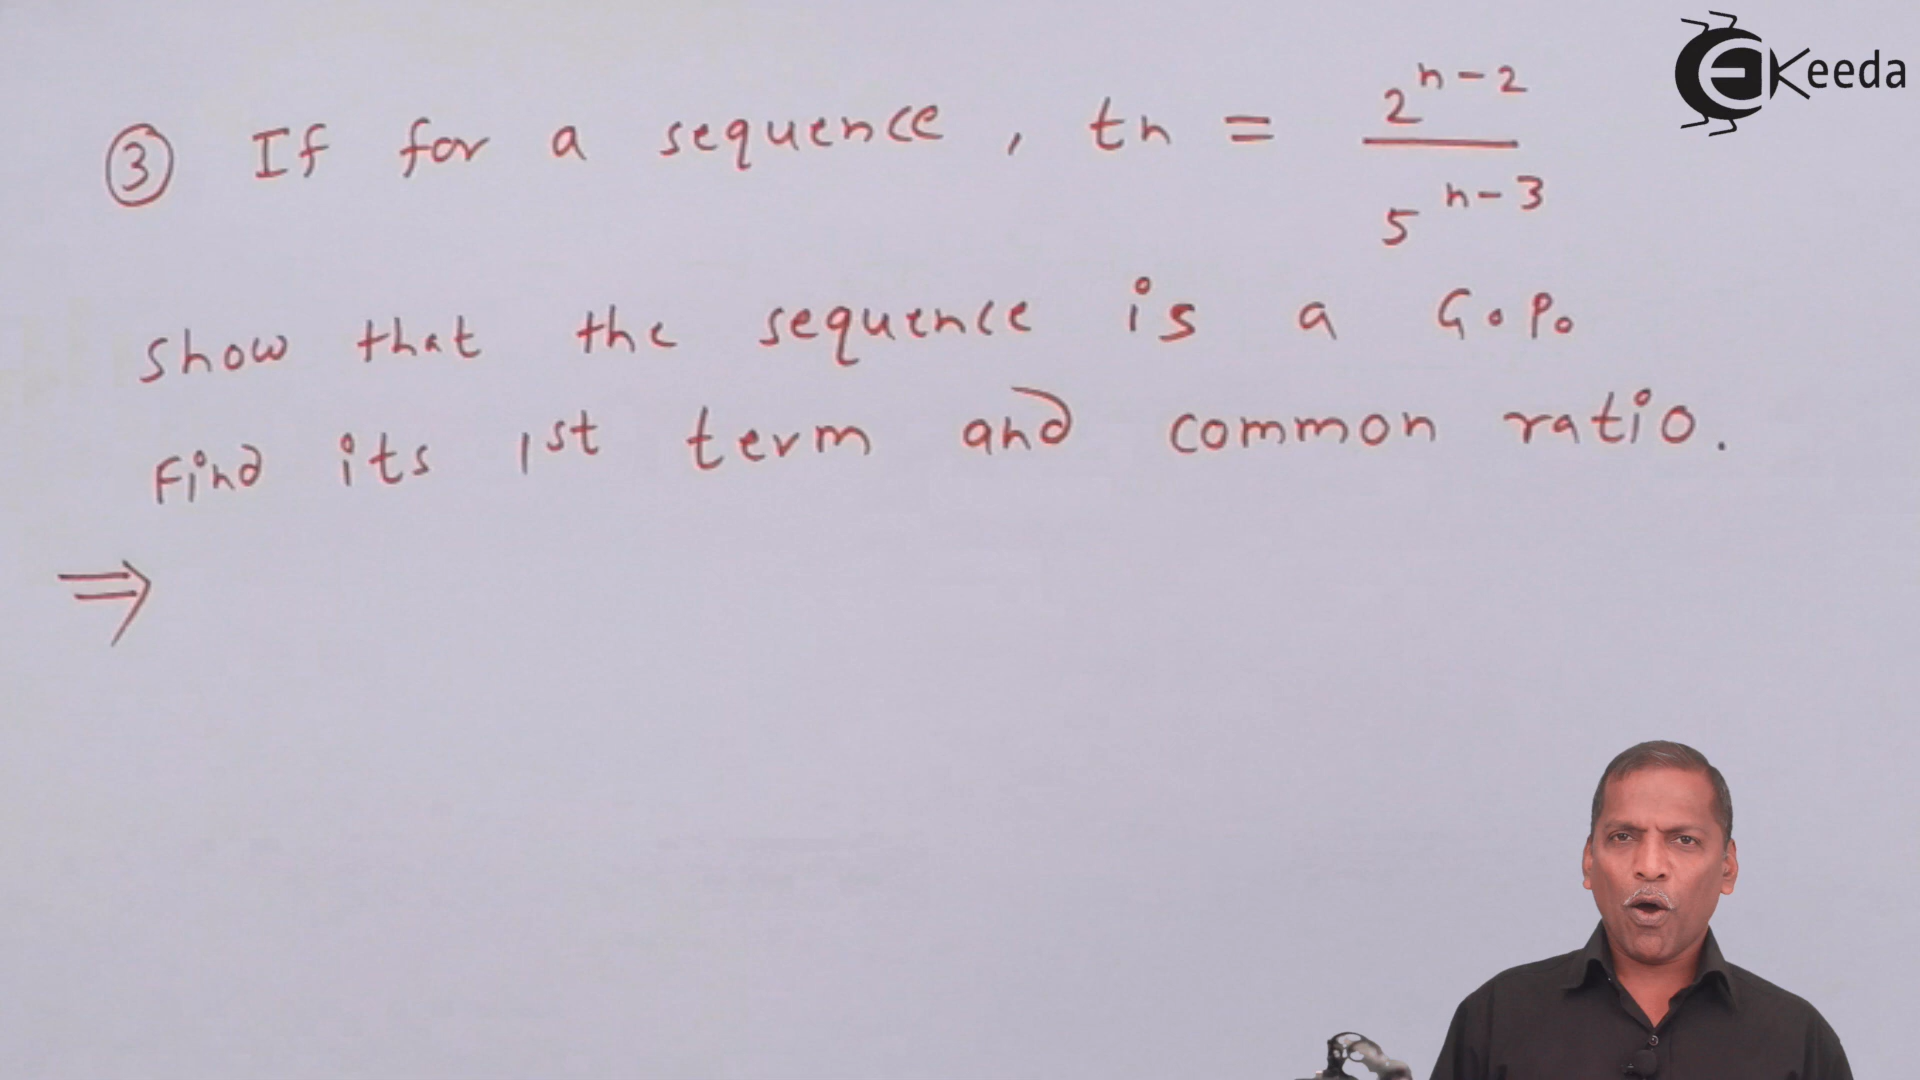 EKeeda
③ If for a sequence, tn = 2^(n-2) / 5^(n-3)
show that the sequence is a G.P.
Find its 1st term and common ratio.
⇒